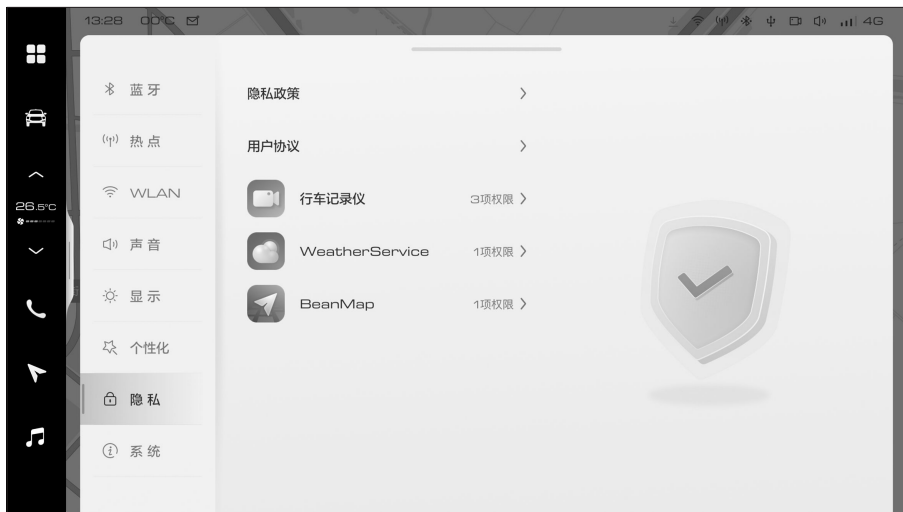 13:28 00°C
4G
26.5°C
蓝牙
热点
WLAN
声音
显示
个性化
隐私
系统
隐私政策
用户协议
行车记录仪 3项权限
WeatherService 1项权限
BeanMap 1项权限